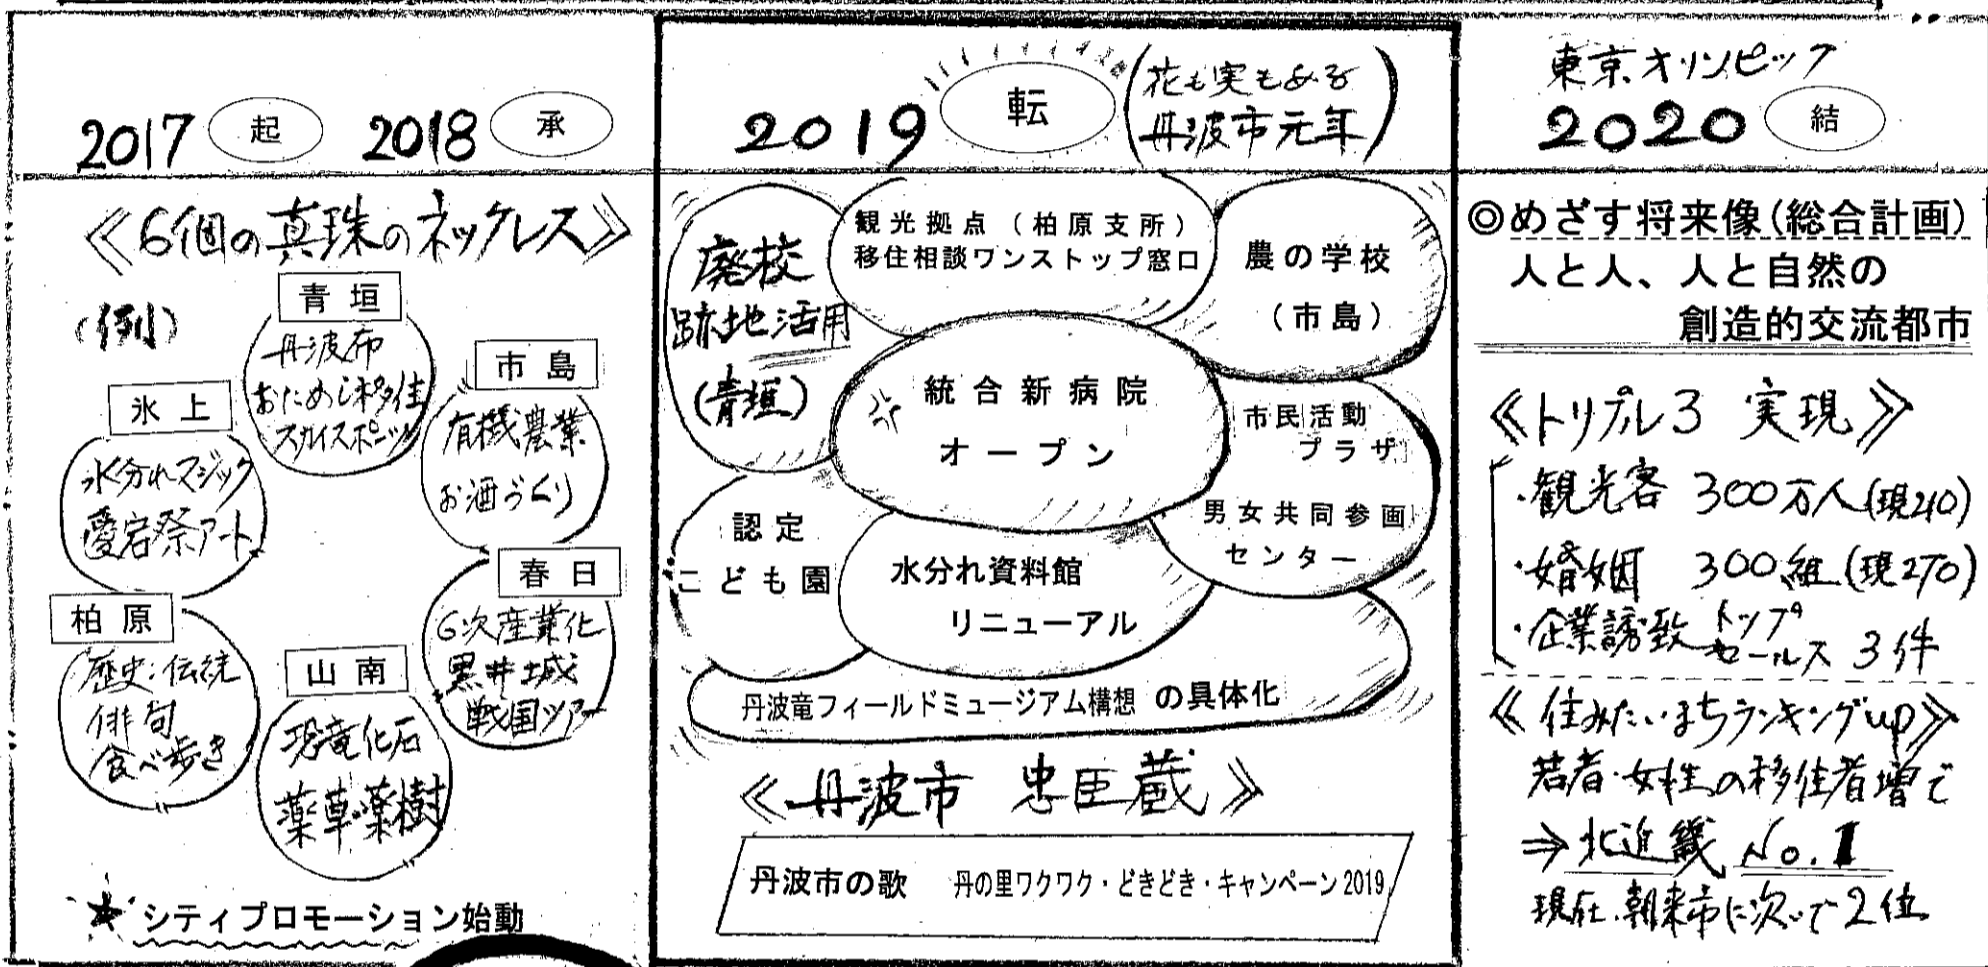 2017 起 2018 承
《6個の真珠のネックレス》
(例)
青垣
丹波布
おためし移住
スカイスポーツ
市島
有機農業
お酒づくり
氷上
水分れマジック
愛宕祭アート
春日
6次産業化
黒井城
戦国ツアー
柏原
歴史・伝統
俳句
食べ歩き
山南
恐竜化石
薬草・薬樹
★シティプロモーション始動
2019 転 (花も実もある
丹波市元年)
廃校
跡地活用
(青垣)
観光拠点(柏原支所)
移住相談ワンストップ窓口
農の学校
(市島)
統合新病院
オープン
市民活動
プラザ
男女共同参画
センター
認定
こども園
水分れ資料館
リニューアル
丹波竜フィールドミュージアム構想 の具体化
《丹波市 忠臣蔵》
丹波市の歌 丹の里ワクワク・どきどき・キャンペーン2019
東京オリンピック
2020 結
◎めざす将来像(総合計画)
人と人、人と自然の
創造的交流都市
《トリプル3 実現》
・観光客 300万人(現210)
・婚姻 300組(現270)
・企業誘致 トップ
セールス 3件
《住みたいまちランキングup》
若者・女性の移住者増で
⇒北近畿 No.1
現在、朝来市に次いで2位